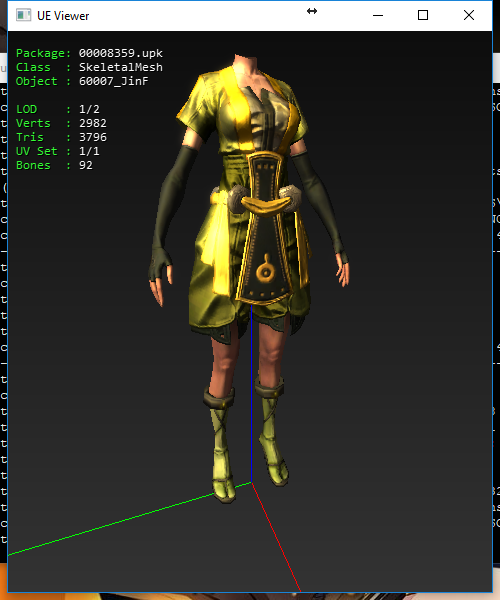 UE Viewer
Package: 00008359.upk
Class : SkeletalMesh
Object : 60007_JinF
LOD : 1/2
Verts : 2982
Tris : 3796
UV Set : 1/1
Bones : 92